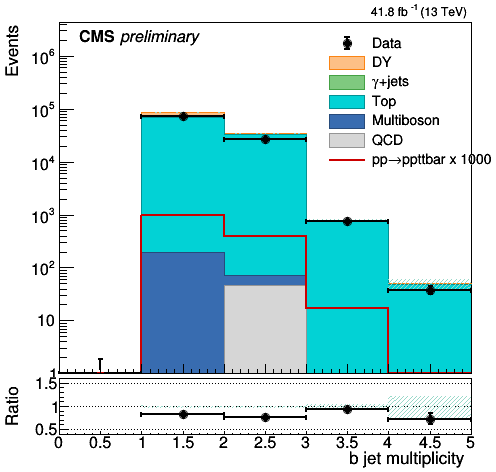 41.8 fb⁻¹ (13 TeV)
CMS preliminary
Events
10⁶
10⁵
10⁴
10³
10²
10
1
Data
DY
γ+jets
Top
Multiboson
QCD
pp→ppttbar x 1000
Ratio
1.5
1
0.5
0 0.5 1 1.5 2 2.5 3 3.5 4 4.5 5
b jet multiplicity